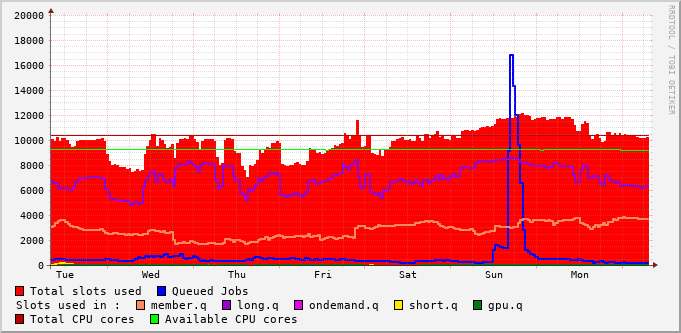 20000
18000
16000
14000
12000
10000
8000
6000
4000
2000
0
Tue Wed Thu Fri Sat Sun Mon
RRDTOOL / TOBI OETIKER
Total slots used Queued Jobs
Slots used in : member.q long.q ondemand.q short.q gpu.q
Total CPU cores Available CPU cores